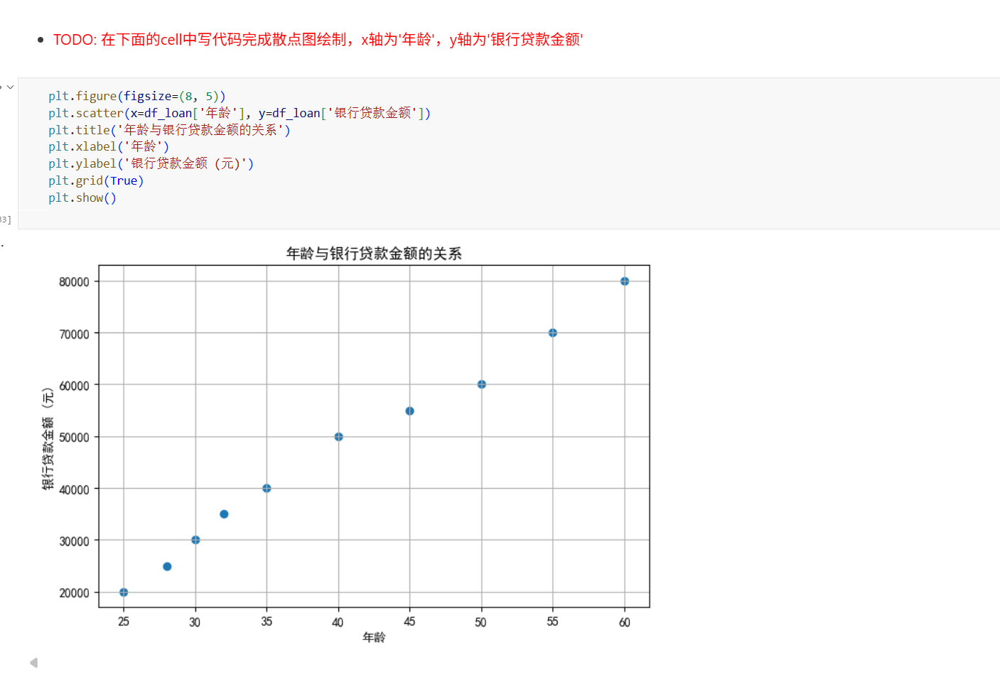 TODO: 在下面的cell中写代码完成散点图绘制，x轴为'年龄'，y轴为'银行贷款金额'
plt.figure(figsize=(8, 5))
plt.scatter(x=df_loan['年龄'], y=df_loan['银行贷款金额'])
plt.title('年龄与银行贷款金额的关系')
plt.xlabel('年龄')
plt.ylabel('银行贷款金额 (元)')
plt.grid(True)
plt.show()
33]
年龄与银行贷款金额的关系
80000
70000
60000
50000
40000
30000
20000
银行贷款金额 (元)
25 30 35 40 45 50 55 60
年龄